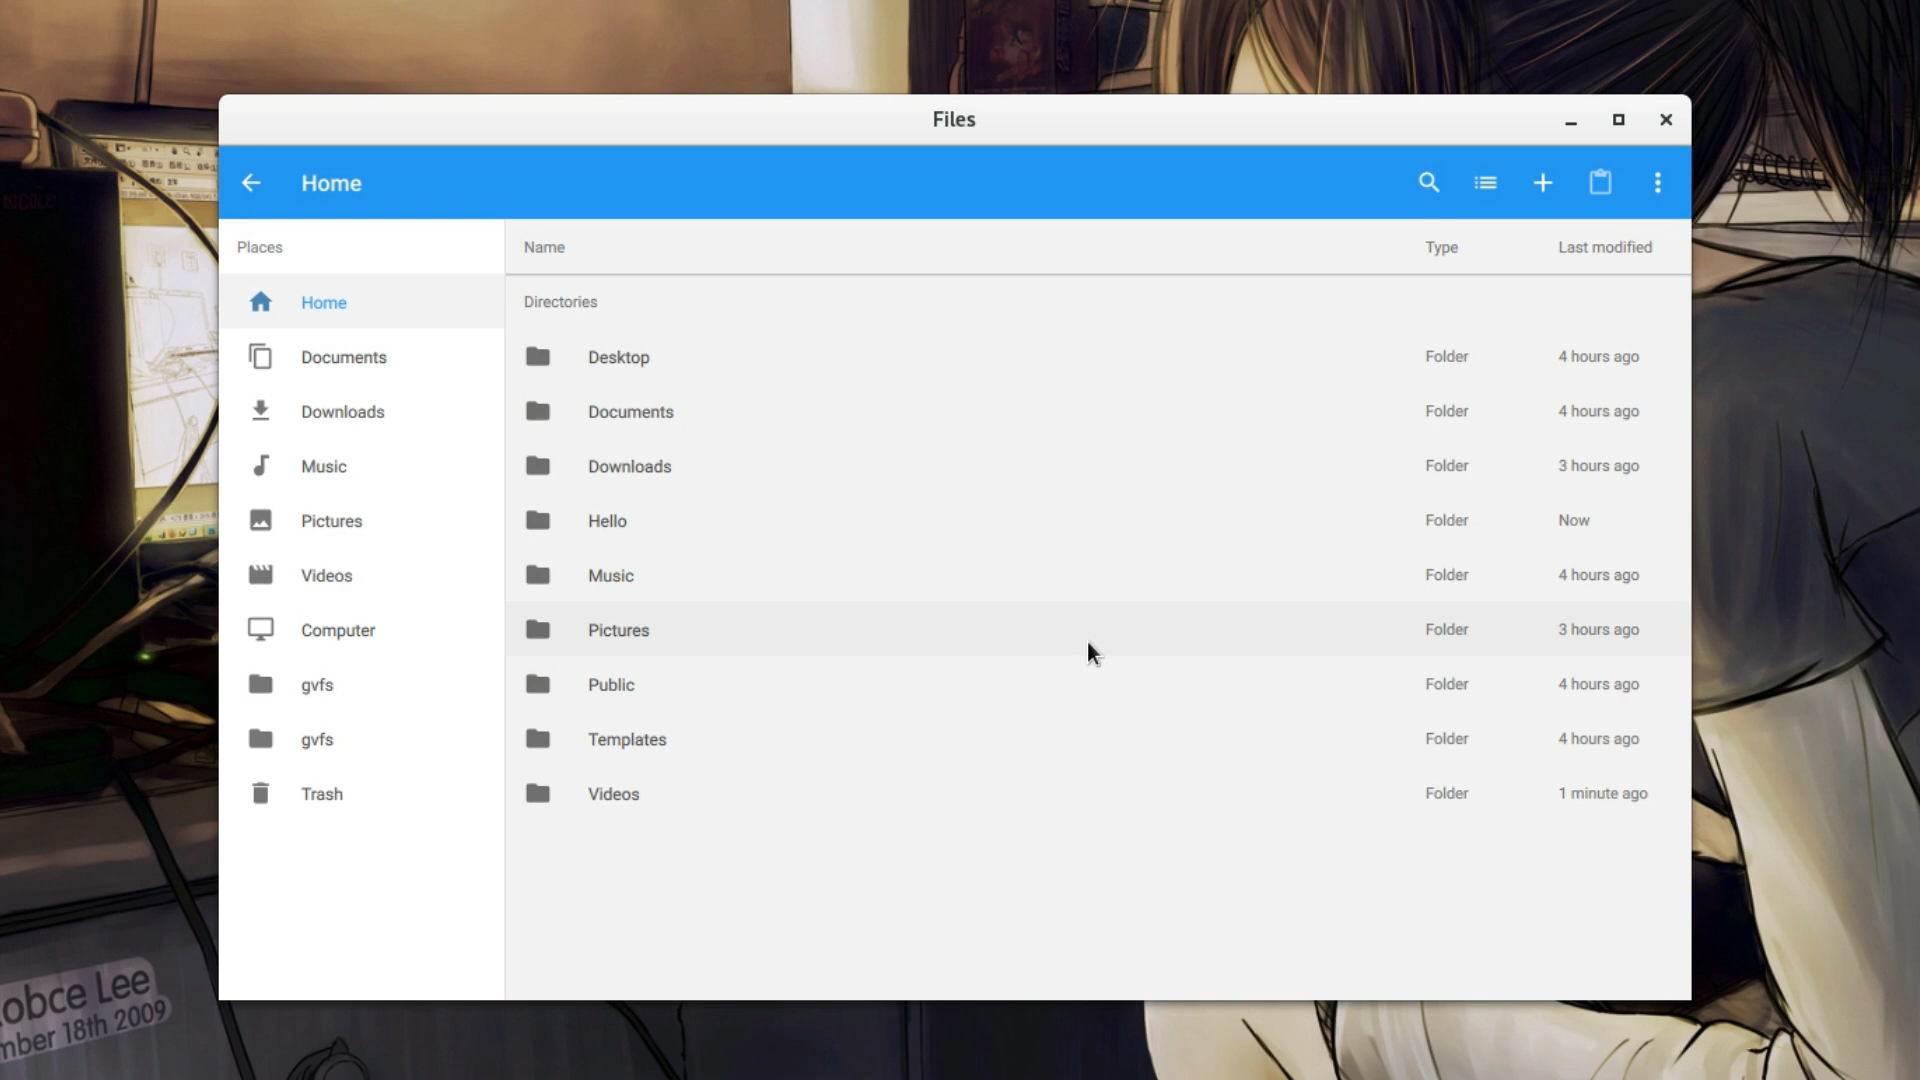 Files
Home
Places
Home
Documents
Downloads
Music
Pictures
Videos
Computer
gvfs
gvfs
Trash
Name Type Last modified
Directories
Desktop Folder 4 hours ago
Documents Folder 4 hours ago
Downloads Folder 3 hours ago
Hello Folder Now
Music Folder 4 hours ago
Pictures Folder 3 hours ago
Public Folder 4 hours ago
Templates Folder 4 hours ago
Videos Folder 1 minute ago
obce Lee
mber 18th 2009